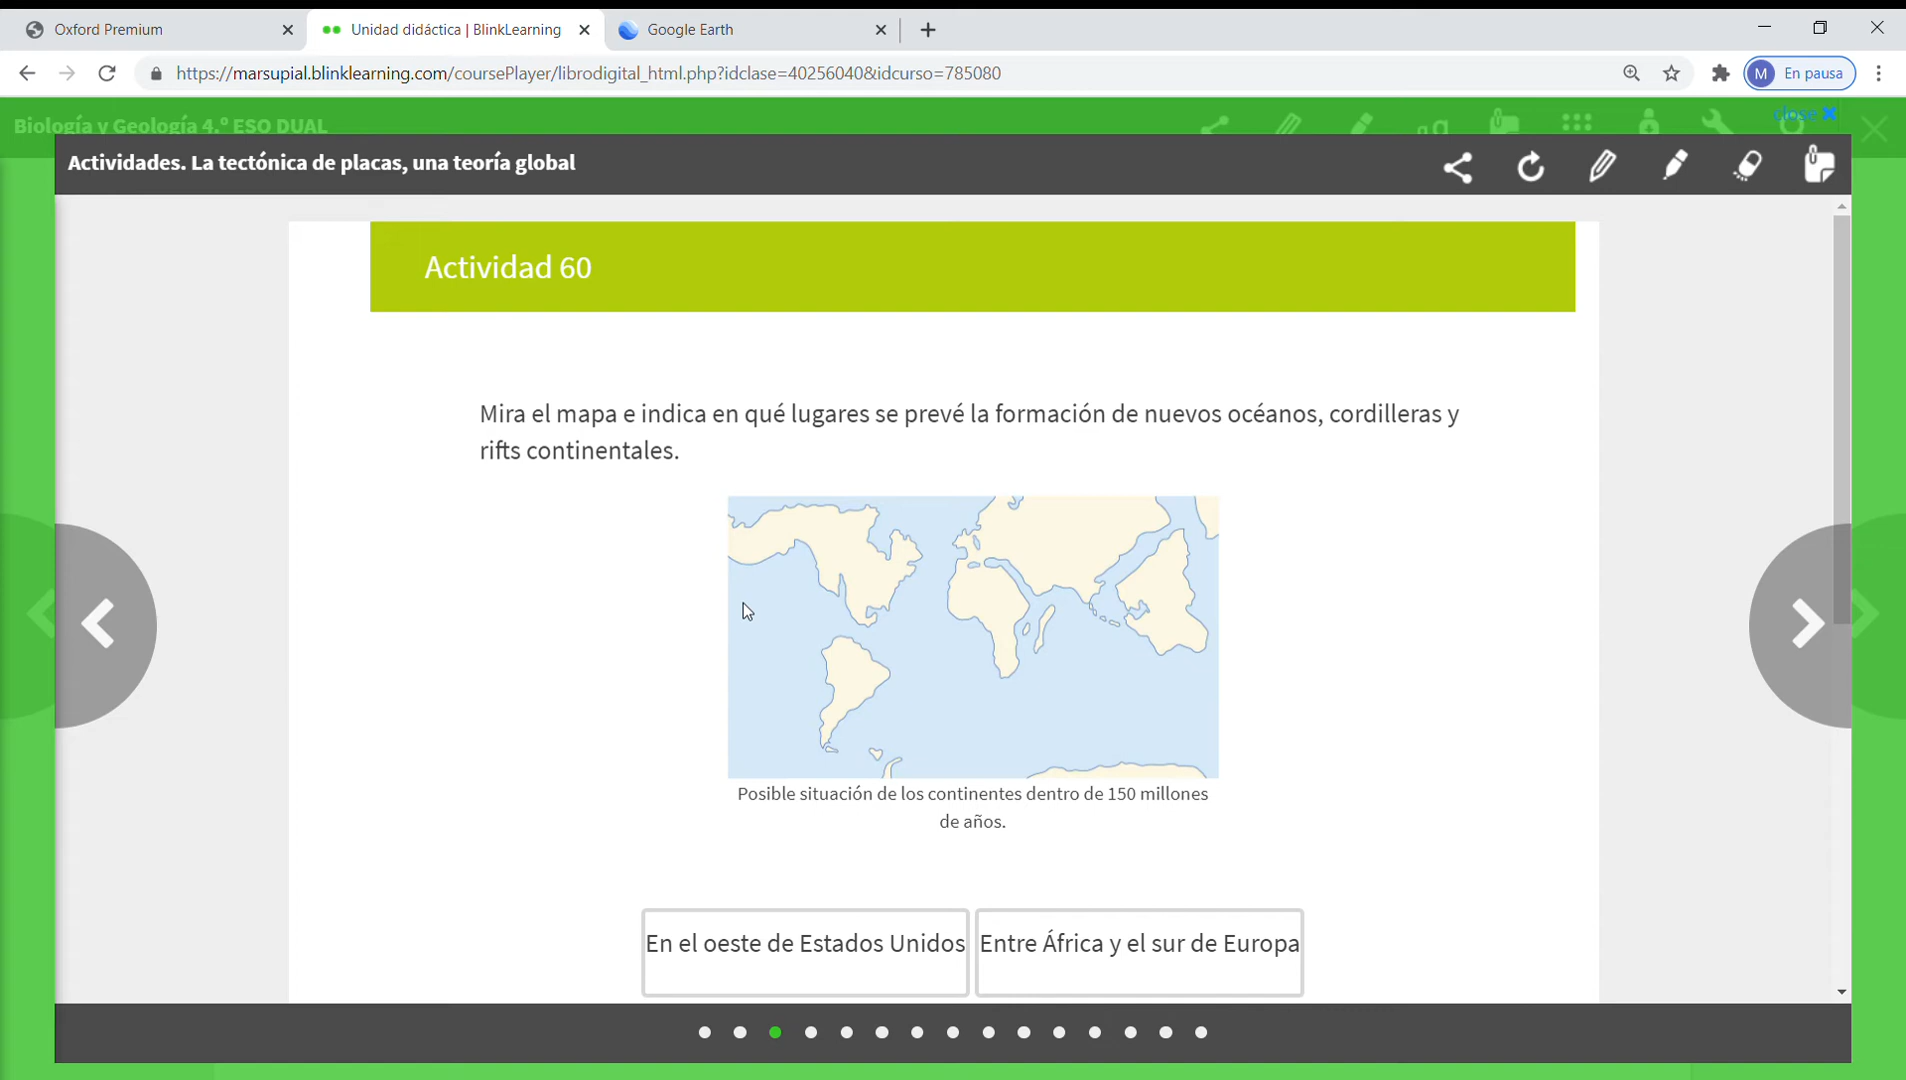 Oxford Premium
Unidad didáctica | BlinkLearning
Google Earth
https://marsupial.blinklearning.com/coursePlayer/librodigital_html.php?idclase=40256040&idcurso=785080
M En pausa
close
Biología y Geología 4.º ESO DUAL
Actividades. La tectónica de placas, una teoría global
Actividad 60
Mira el mapa e indica en qué lugares se prevé la formación de nuevos océanos, cordilleras y
rifts continentales.
Posible situación de los continentes dentro de 150 millones
de años.
En el oeste de Estados Unidos
Entre África y el sur de Europa